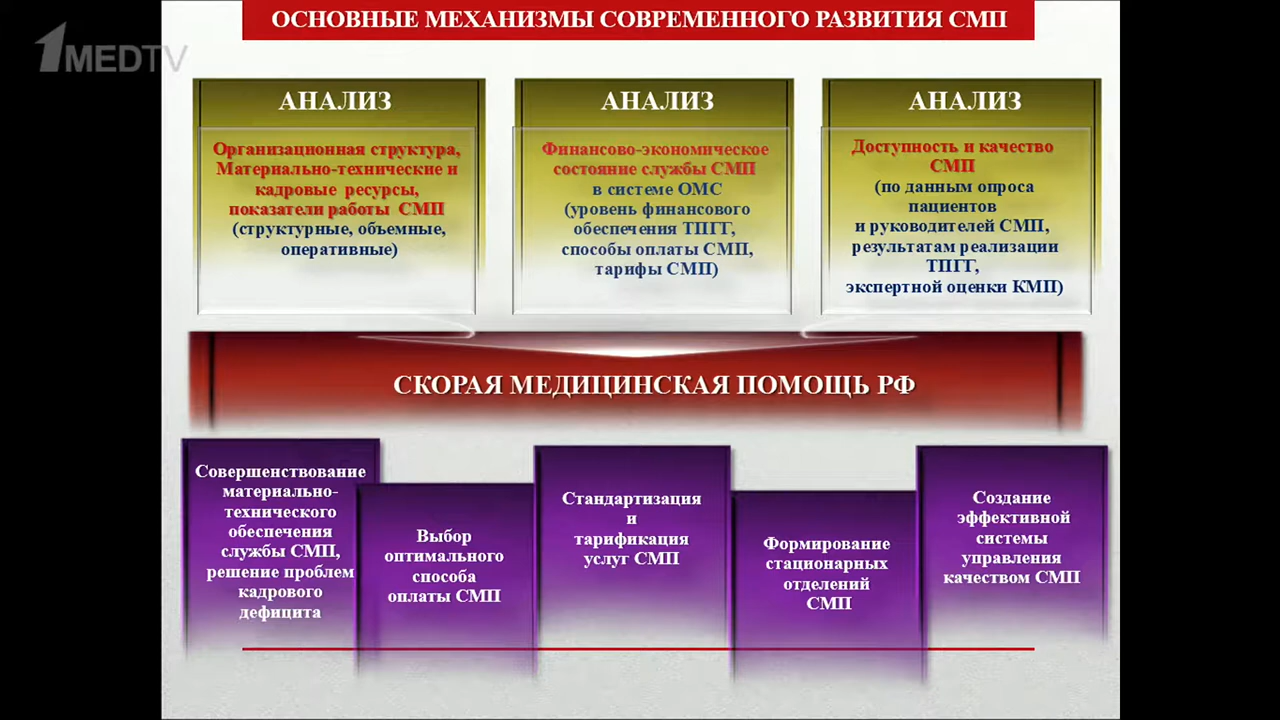 ОСНОВНЫЕ МЕХАНИЗМЫ СОВРЕМЕННОГО РАЗВИТИЯ СМП
1MEDTV
АНАЛИЗ
Организационная структура,
Материально-технические и
кадровые ресурсы,
показатели работы СМП
(структурные, объемные,
оперативные)
АНАЛИЗ
Финансово-экономическое
состояние службы СМП
в системе ОМС
(уровень финансового
обеспечения ТПГГ,
способы оплаты СМП,
тарифы СМП)
АНАЛИЗ
Доступность и качество
СМП
(по данным опроса
пациентов
и руководителей СМП,
результатам реализации
ТПГГ,
экспертной оценки КМП)
СКОРАЯ МЕДИЦИНСКАЯ ПОМОЩЬ РФ
Совершенствование
материально-
технического
обеспечения
службы СМП,
решение проблем
кадрового
дефицита
Выбор
оптимального
способа
оплаты СМП
Стандартизация
и
тарификация
услуг СМП
Формирование
стационарных
отделений
СМП
Создание
эффективной
системы
управления
качеством СМП